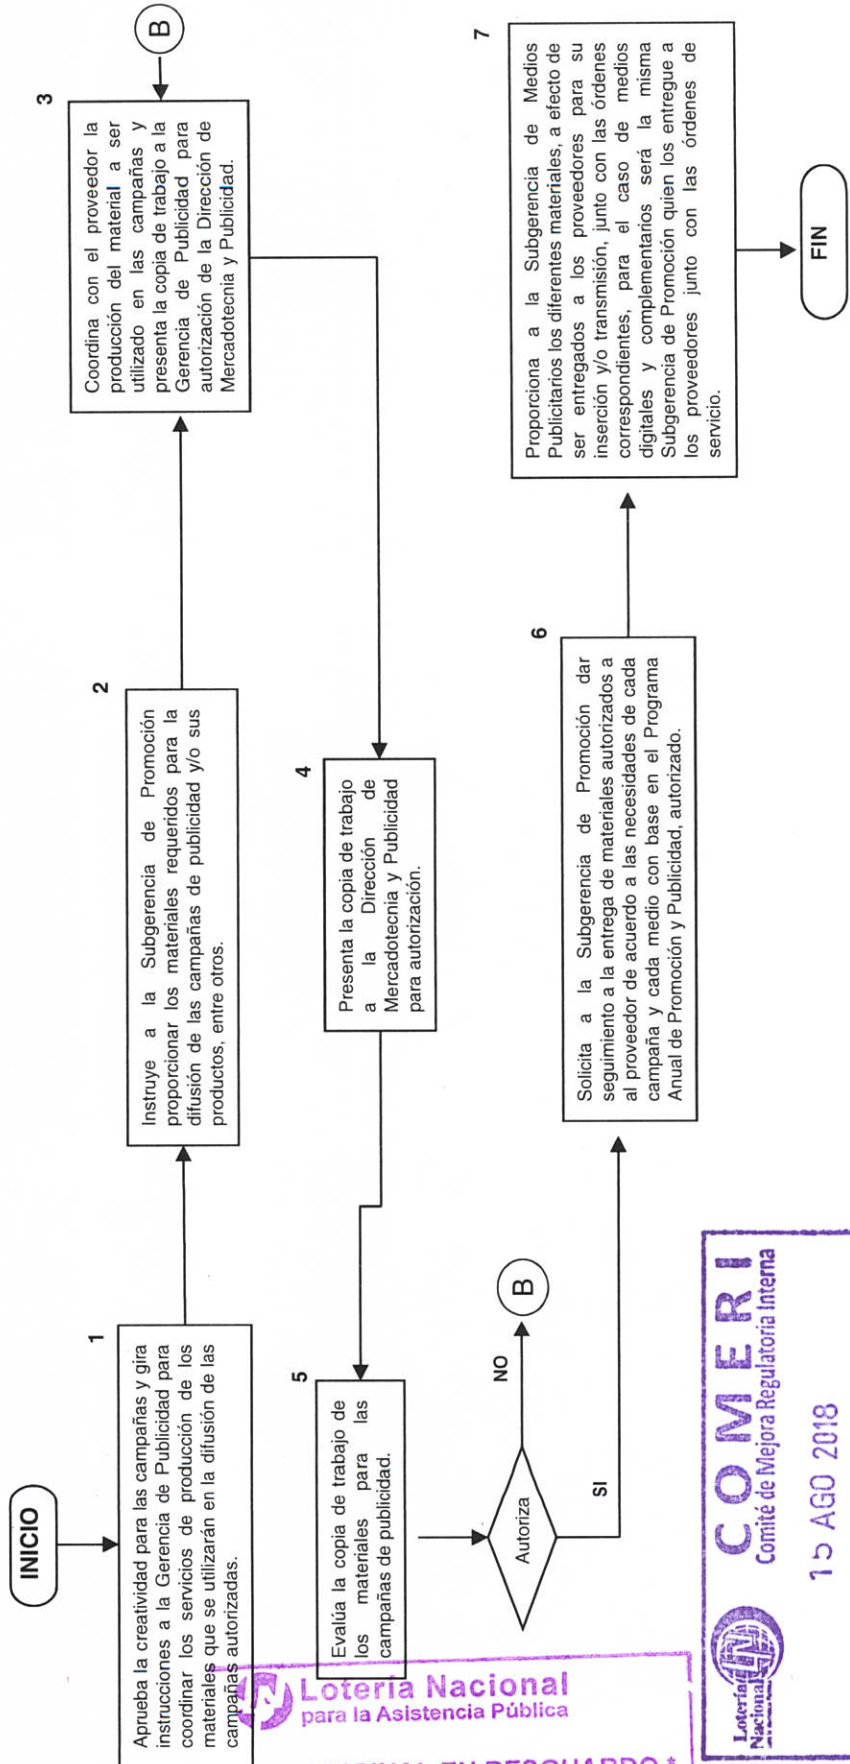 INICIO
1
Aprueba la creatividad para las campañas y gira
instrucciones a la Gerencia de Publicidad para
coordinar los servicios de producción de los
materiales que se utilizarán en la difusión de las
campañas autorizadas.
2
Instruye a la Subgerencia de Promoción
proporcionar los materiales requeridos para la
difusión de las campañas de publicidad y/o sus
productos, entre otros.
3
Coordina con el proveedor la
producción del material a ser
utilizado en las campañas y
presenta la copia de trabajo a la
Gerencia de Publicidad para
autorización de la Dirección de
Mercadotecnia y Publicidad.
B
4
Presenta la copia de trabajo
a la Dirección de
Mercadotecnia y Publicidad
para autorización.
5
Evalúa la copia de trabajo de
los materiales para las
campañas de publicidad.
Autoriza
NO
B
SI
6
Solicita a la Subgerencia de Promoción dar
seguimiento a la entrega de materiales autorizados a
al proveedor de acuerdo a las necesidades de cada
campaña y cada medio con base en el Programa
Anual de Promoción y Publicidad, autorizado.
7
Proporciona a la Subgerencia de Medios
Publicitarios los diferentes materiales, a efecto de
ser entregados a los proveedores para su
inserción y/o transmisión, junto con las órdenes
correspondientes, para el caso de medios
digitales y complementarios será la misma
Subgerencia de Promoción quien los entregue a
los proveedores junto con las órdenes de
servicio.
FIN
Lotería Nacional
para la Asistencia Pública
EN RESGUARDO *
Lotería
Nacional
COMERI
Comité de Mejora Regulatoria Interna
15 AGO 2018